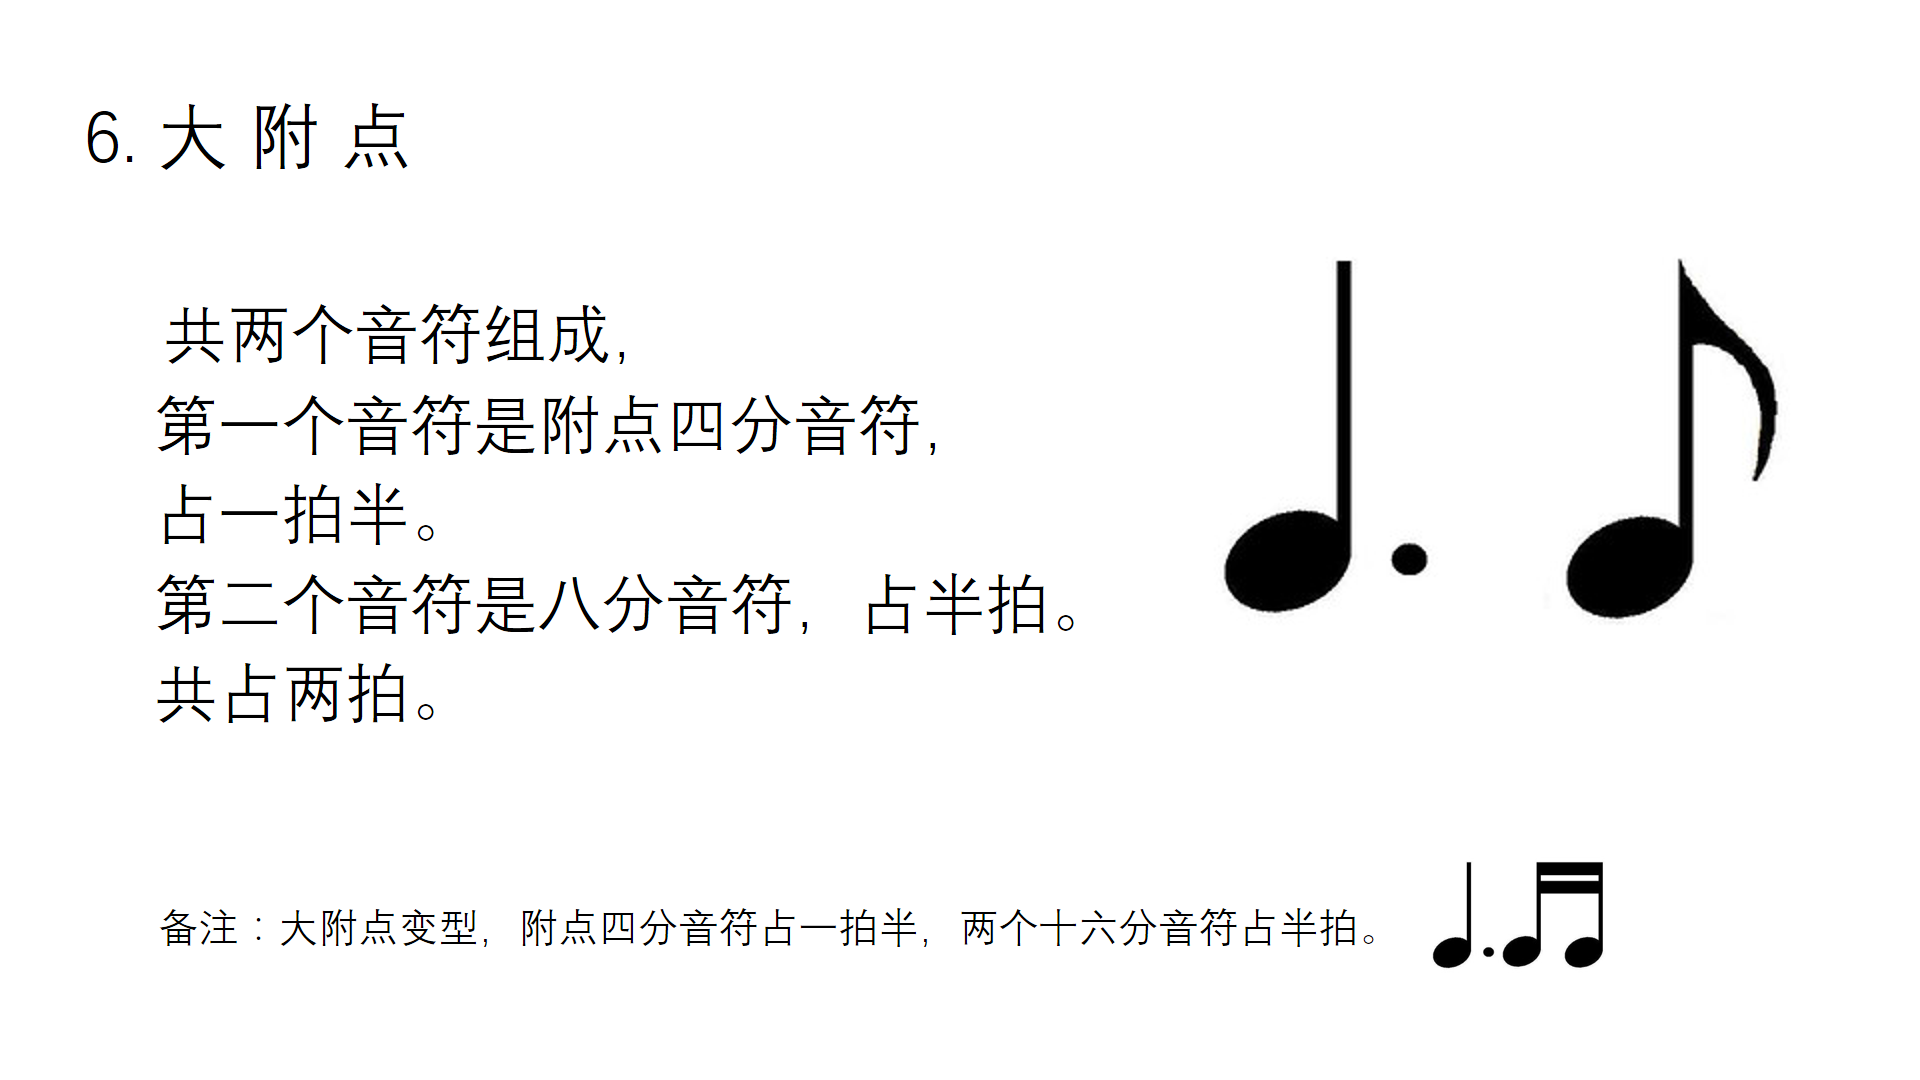 6. 大 附 点
共两个音符组成,
第一个音符是附点四分音符,
占一拍半。
第二个音符是八分音符, 占半拍。
共占两拍。
备注：大附点变型, 附点四分音符占一拍半, 两个十六分音符占半拍。